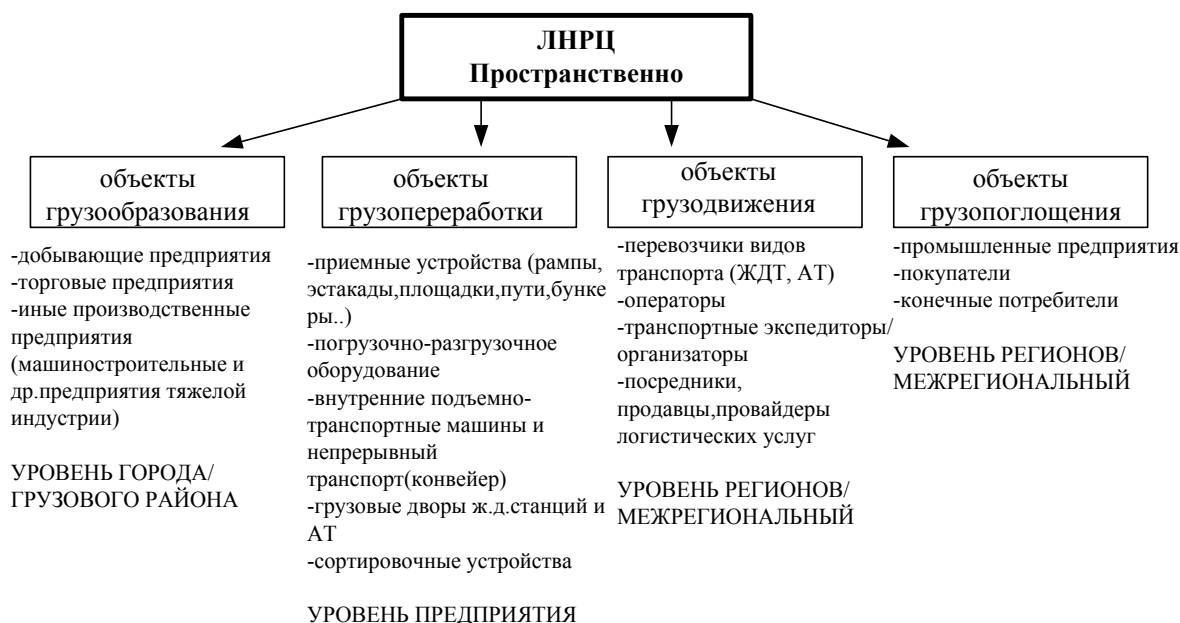 ЛНРЦ
Пространственно
объекты
грузообразования
-добывающие предприятия
-торговые предприятия
-иные производственные
предприятия
(машиностроительные и
др.предприятия тяжелой
индустрии)
УРОВЕНЬ ГОРОДА/
ГРУЗОВОГО РАЙОНА
объекты
грузопереработки
-приемные устройства (рампы,
эстакады,площадки,пути,бунке
ры..)
-погрузочно-разгрузочное
оборудование
-внутренние подъемно-
транспортные машины и
непрерывный
транспорт(конвейер)
-грузовые дворы ж.д.станций и
АТ
-сортировочные устройства
УРОВЕНЬ ПРЕДПРИЯТИЯ
объекты
грузодвижения
-перевозчики видов
транспорта (ЖДТ, АТ)
-операторы
-транспортные экспедиторы/
организаторы
-посредники,
продавцы,провайдеры
логистических услуг
УРОВЕНЬ РЕГИОНОВ/
МЕЖРЕГИОНАЛЬНЫЙ
объекты
грузопоглощения
-промышленные предприятия
-покупатели
-конечные потребители
УРОВЕНЬ РЕГИОНОВ/
МЕЖРЕГИОНАЛЬНЫЙ